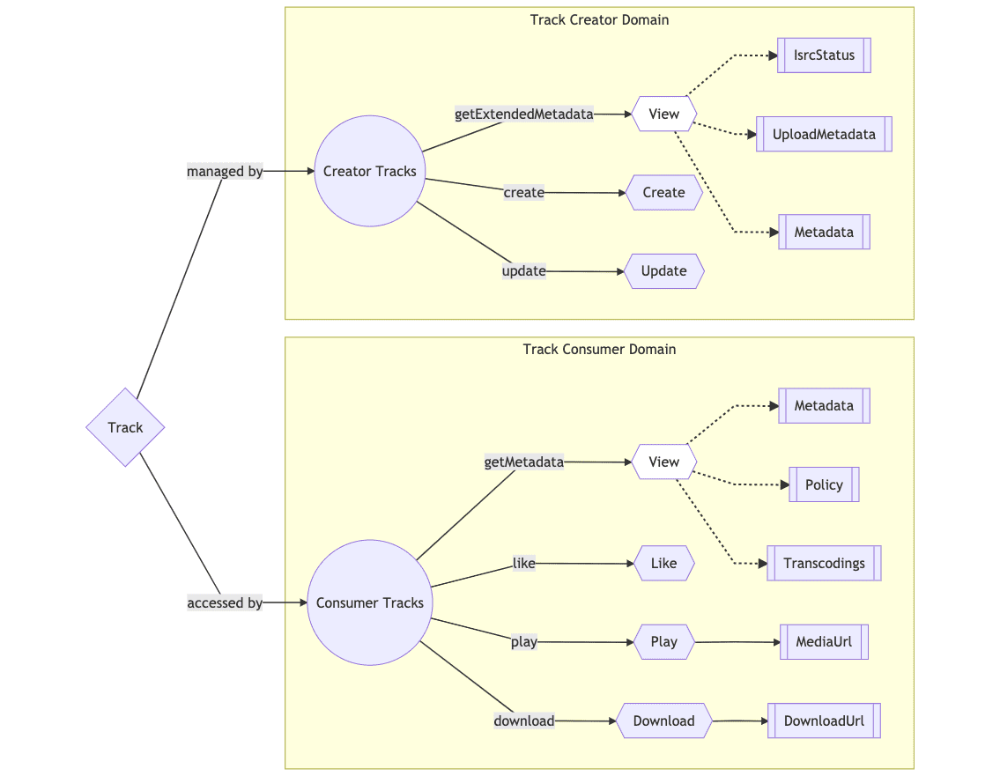 Track Creator Domain
IsrcStatus
getExtendedMetadata
View
UploadMetadata
managed by
Creator Tracks
create
Create
Metadata
update
Update
Track Consumer Domain
Metadata
Track
getMetadata
View
Policy
like
Like
Transcodings
accessed by
Consumer Tracks
play
Play
MediaUrl
download
Download
DownloadUrl